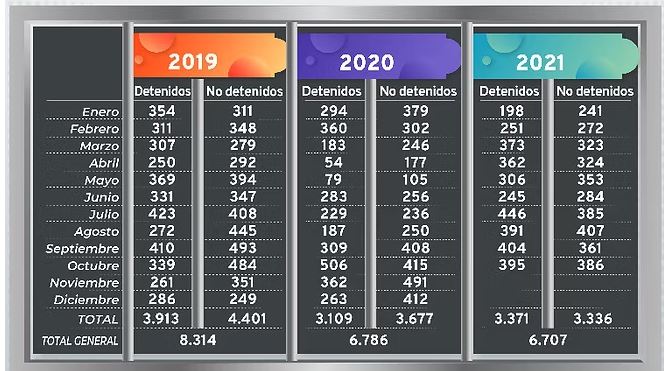 2019 2020 2021
Detenidos No detenidos Detenidos No detenidos Detenidos No detenidos
Enero 354 311 294 379 198 241
Febrero 311 348 360 302 251 272
Marzo 307 279 183 246 373 323
Abril 250 292 54 177 362 324
Mayo 369 394 79 105 306 353
Junio 331 347 283 256 245 284
Julio 423 408 229 236 446 385
Agosto 272 445 187 250 391 407
Septiembre 410 493 309 408 404 361
Octubre 339 484 506 415 395 386
Noviembre 261 351 362 491
Diciembre 286 249 263 412
TOTAL 3.913 4.401 3.109 3.677 3.371 3.336
TOTAL GENERAL 8.314 6.786 6.707